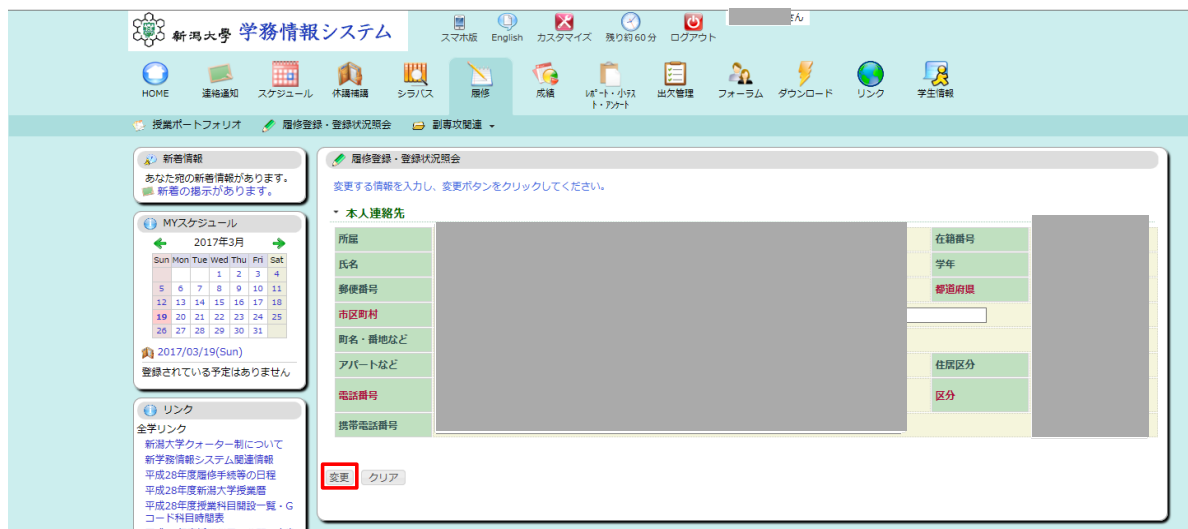 新潟大學 学務情報システム
スマホ版 English カスタマイズ 残り約60分 ログアウト さん
HOME 連絡通知 スケジュール 休講補講 シラバス 履修 成績 ﾚﾎﾟｰﾄ・小ﾃｽﾄ・ｱﾝｹｰﾄ 出欠管理 フォーラム ダウンロード リンク 学生情報
授業ポートフォリオ 履修登録・登録状況照会 副専攻関連
新着情報
あなた宛の新着情報があります。
新着の掲示があります。
MYスケジュール
2017年3月
Sun Mon Tue Wed Thu Fri Sat
1 2 3 4
5 6 7 8 9 10 11
12 13 14 15 16 17 18
19 20 21 22 23 24 25
26 27 28 29 30 31
2017/03/19(Sun)
登録されている予定はありません
リンク
全学リンク
新潟大学クォーター制について
新学務情報システム関連情報
平成28年度履修手続等の日程
平成28年度新潟大学授業暦
平成28年度授業科目開設一覧・G
コード科目時間表
履修登録・登録状況照会
変更する情報を入力し、変更ボタンをクリックしてください。
本人連絡先
所属 在籍番号
氏名 学年
郵便番号 都道府県
市区町村
町名・番地など
アパートなど 住居区分
電話番号 区分
携帯電話番号
変更 クリア